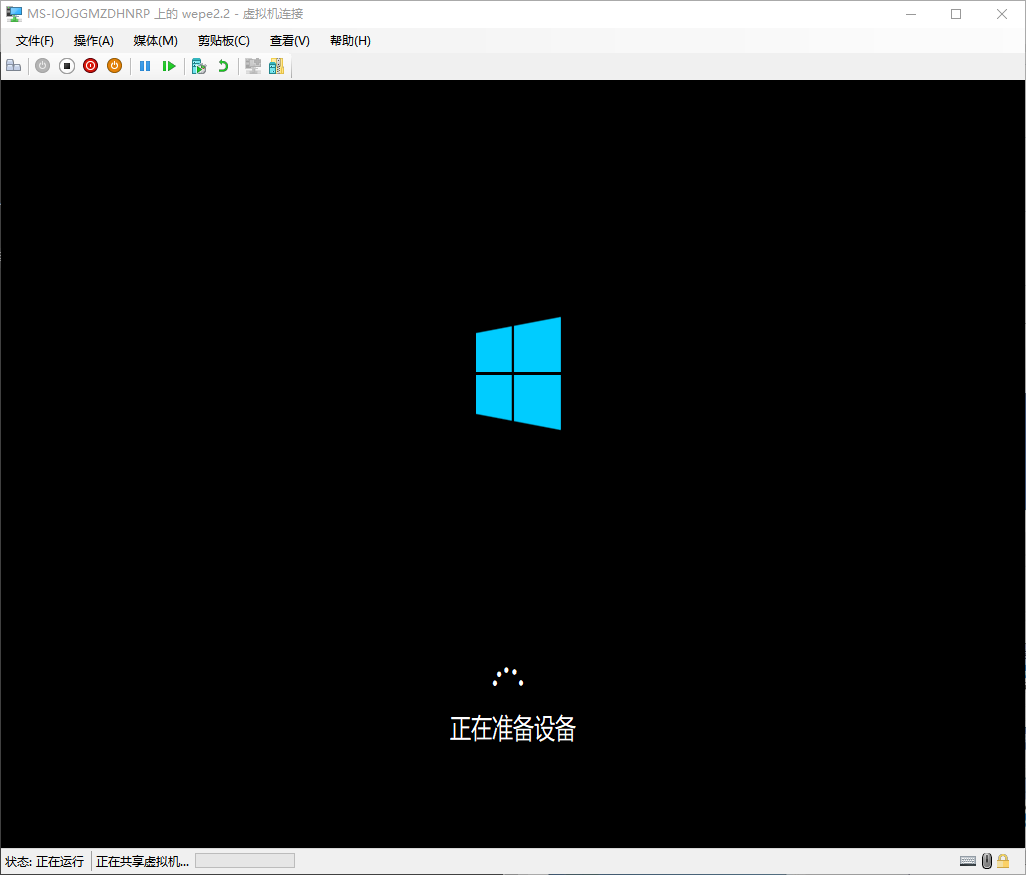 MS-IOJGGMZDHNRP 上的 wepe2.2 - 虚拟机连接
文件(F) 操作(A) 媒体(M) 剪贴板(C) 查看(V) 帮助(H)
正在准备设备
状态: 正在运行 正在共享虚拟机...